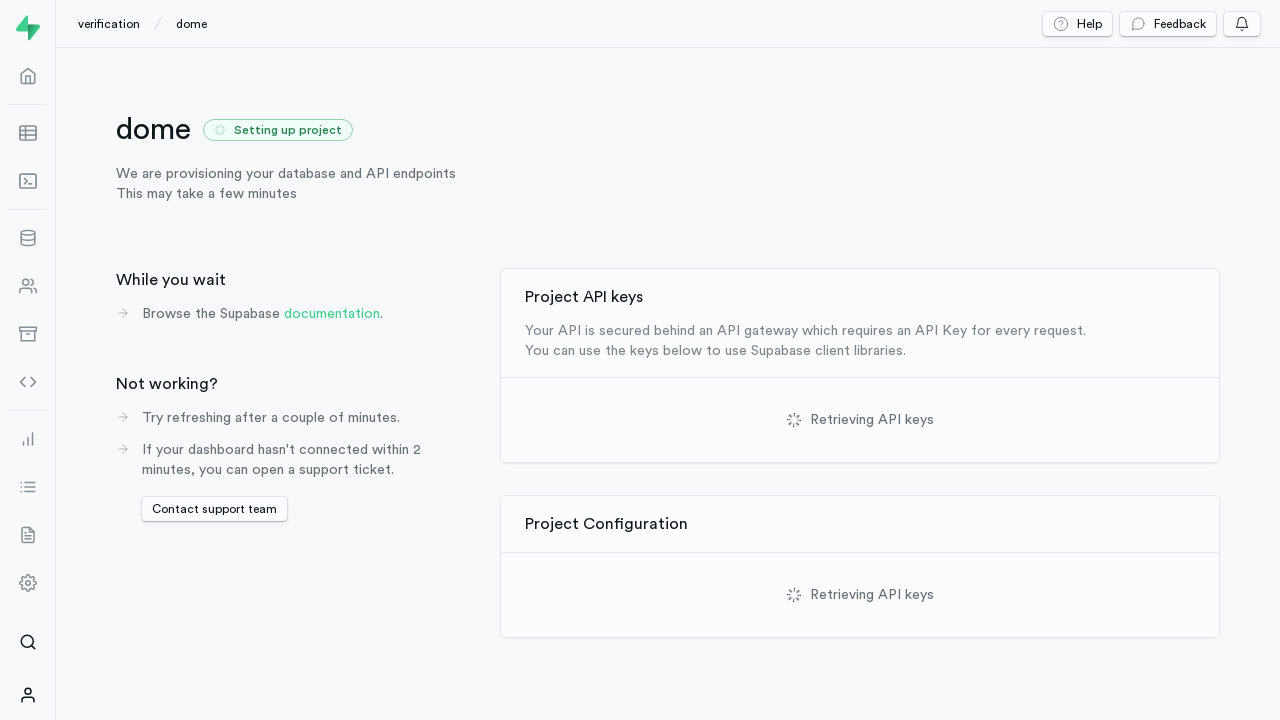 verification / dome
Help
Feedback
dome
Setting up project
We are provisioning your database and API endpoints
This may take a few minutes
While you wait
Browse the Supabase documentation.
Not working?
Try refreshing after a couple of minutes.
If your dashboard hasn't connected within 2
minutes, you can open a support ticket.
Contact support team
Project API keys
Your API is secured behind an API gateway which requires an API Key for every request.
You can use the keys below to use Supabase client libraries.
Retrieving API keys
Project Configuration
Retrieving API keys